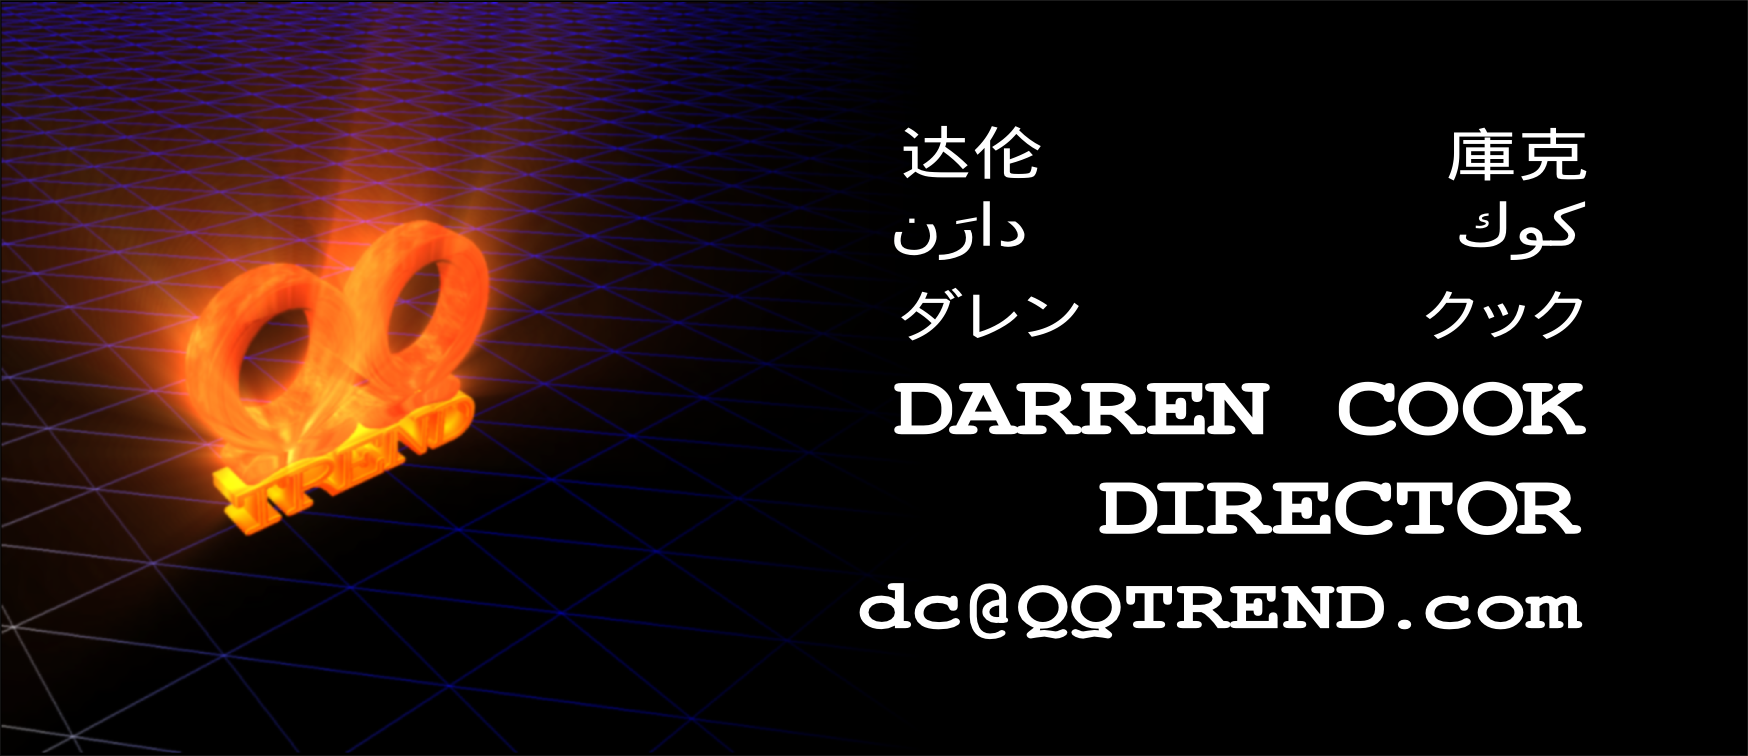 QQ
TREND
达伦 庫克
دارَن كوك
ダレン クック
DARREN COOK
DIRECTOR
dc@QQTREND.com